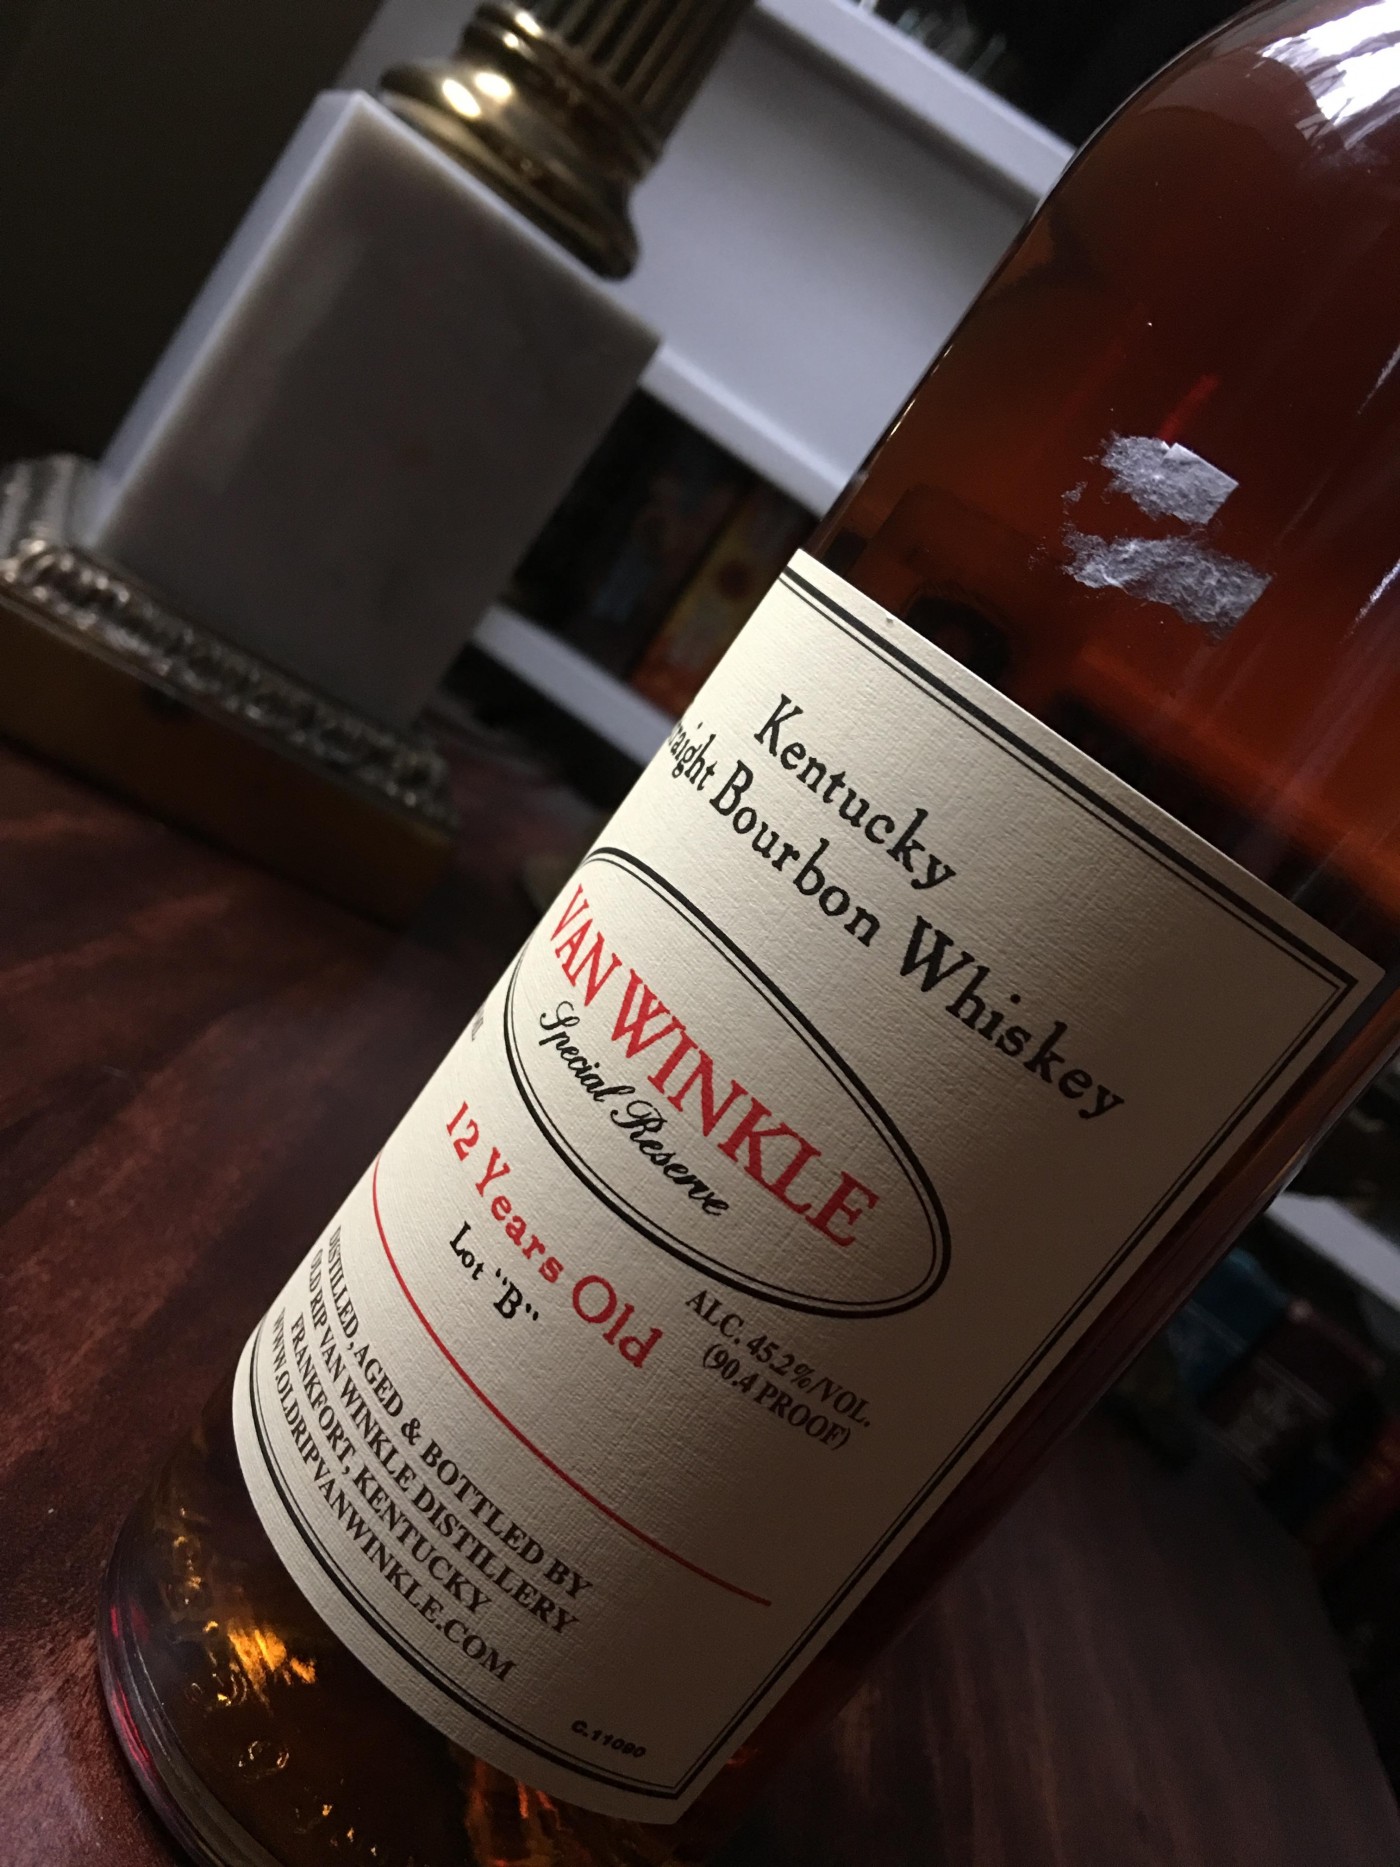 Kentucky
Bourbon Whiskey
VAN WINKLE
Special Reserve
12 Years Old
Lot "B"
ALC. 45.2%/VOL.
(90.4 PROOF)
DISTILLED, AGED & BOTTLED BY
OLD RIP VAN WINKLE DISTILLERY
FRANKFORT, KENTUCKY
WWW.OLDRIPVANWINKLE.COM
C.11090